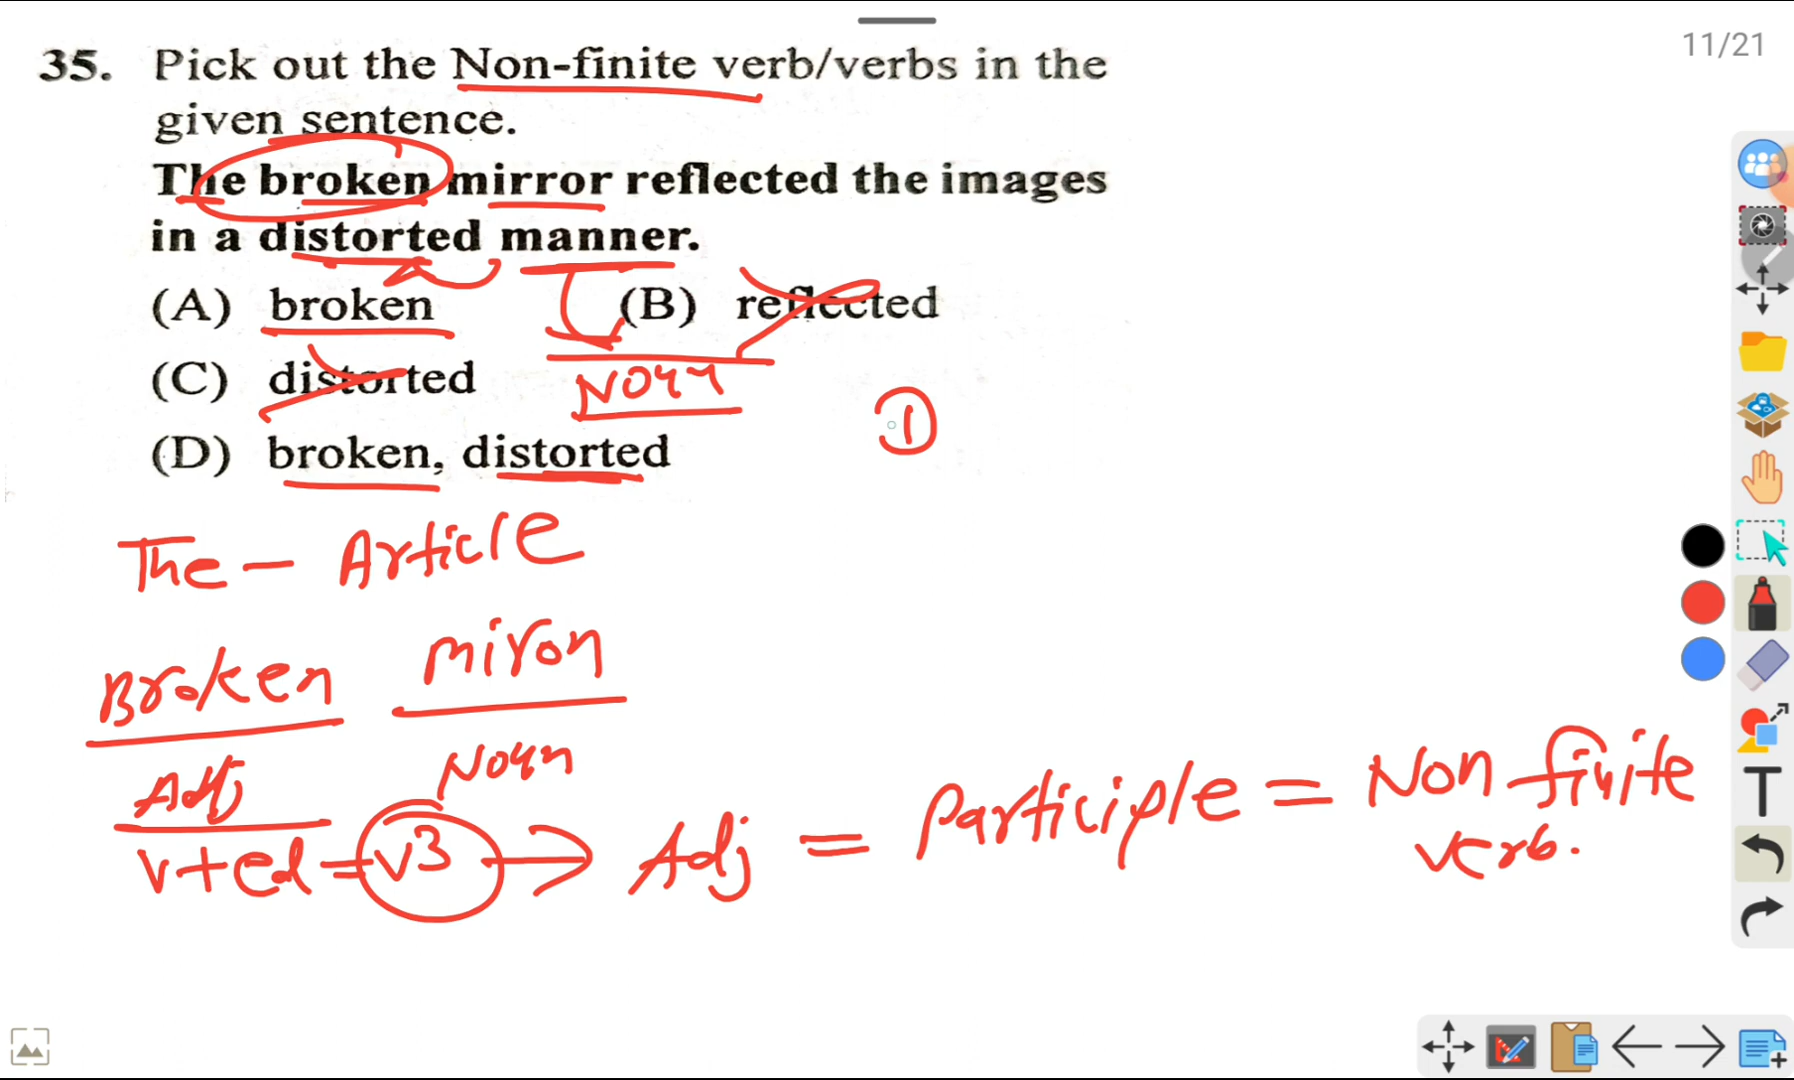 11/21
35. Pick out the Non-finite verb/verbs in the
given sentence.
The broken mirror reflected the images
in a distorted manner.
(A) broken (B) reflected
(C) distorted Noun
(D) broken, distorted
D
The - Article
Broken miron
Adj Noun
v+ed = v3 → Adj = Participle = Non finite
verb.
T